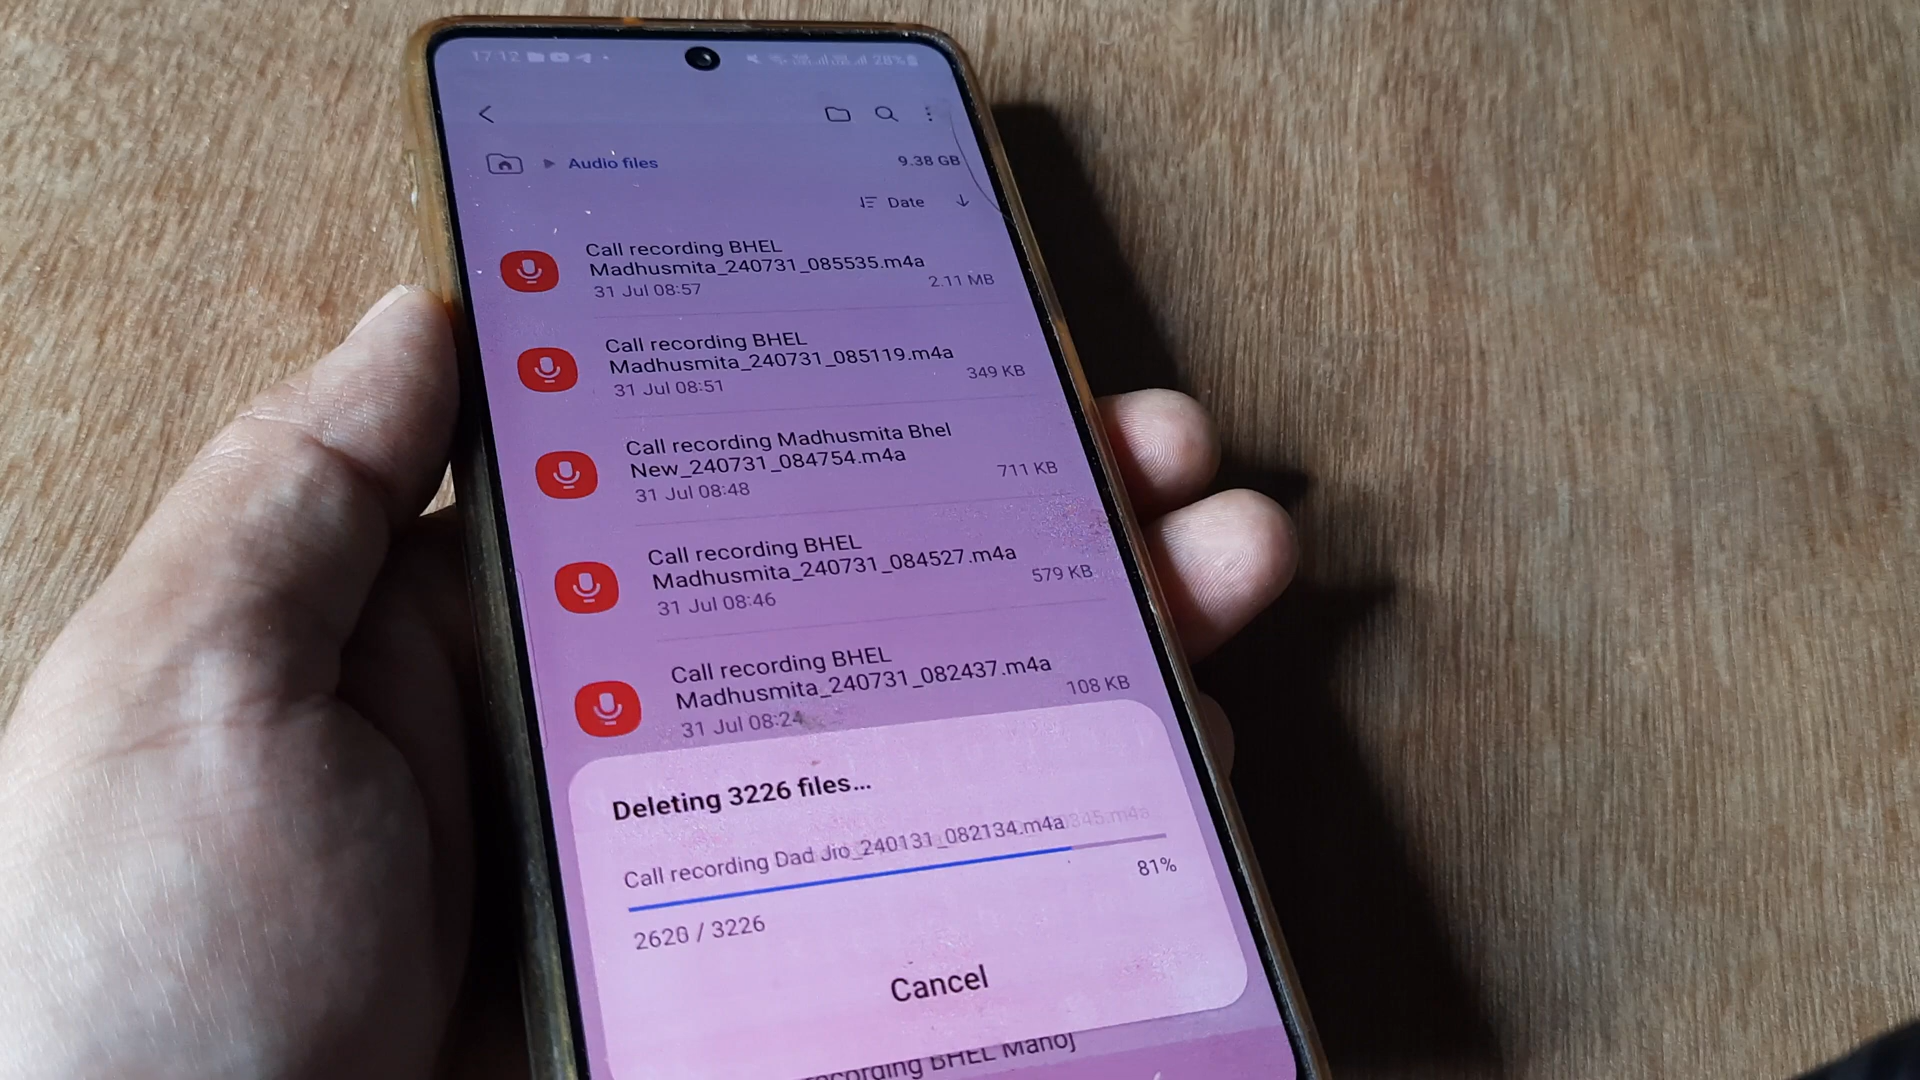 17:12
28%
Audio files
9.38 GB
Date
Call recording BHEL
Madhusmita_240731_085535.m4a
31 Jul 08:57
2.11 MB
Call recording BHEL
Madhusmita_240731_085119.m4a
31 Jul 08:51
349 KB
Call recording Madhusmita Bhel
New_240731_084754.m4a
31 Jul 08:48
711 KB
Call recording BHEL
Madhusmita_240731_084527.m4a
31 Jul 08:46
579 KB
Call recording BHEL
Madhusmita_240731_082437.m4a
31 Jul 08:24
108 KB
Deleting 3226 files...
Call recording Dad Jio_240131_082134.m4a
81%
2620 / 3226
Cancel
BHEL Manoj